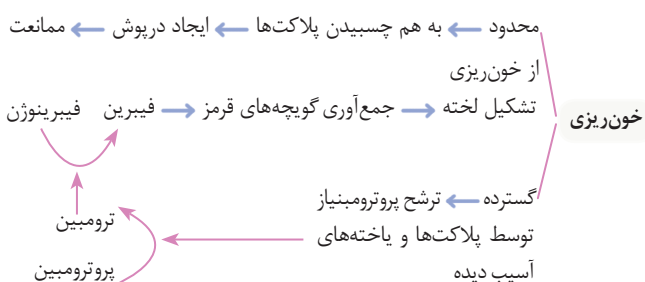 محدود ← به هم چسبیدن پلاکت‌ها ← ایجاد درپوش ← ممانعت
از خون‌ریزی
تشکیل لخته → جمع‌آوری گویچه‌های قرمز → فیبرین فیبرینوژن
خون‌ریزی
گسترده ← ترشح پروترومبنیاز
توسط پلاکت‌ها و یاخته‌های
آسیب دیده
ترومبین
پروترومبین